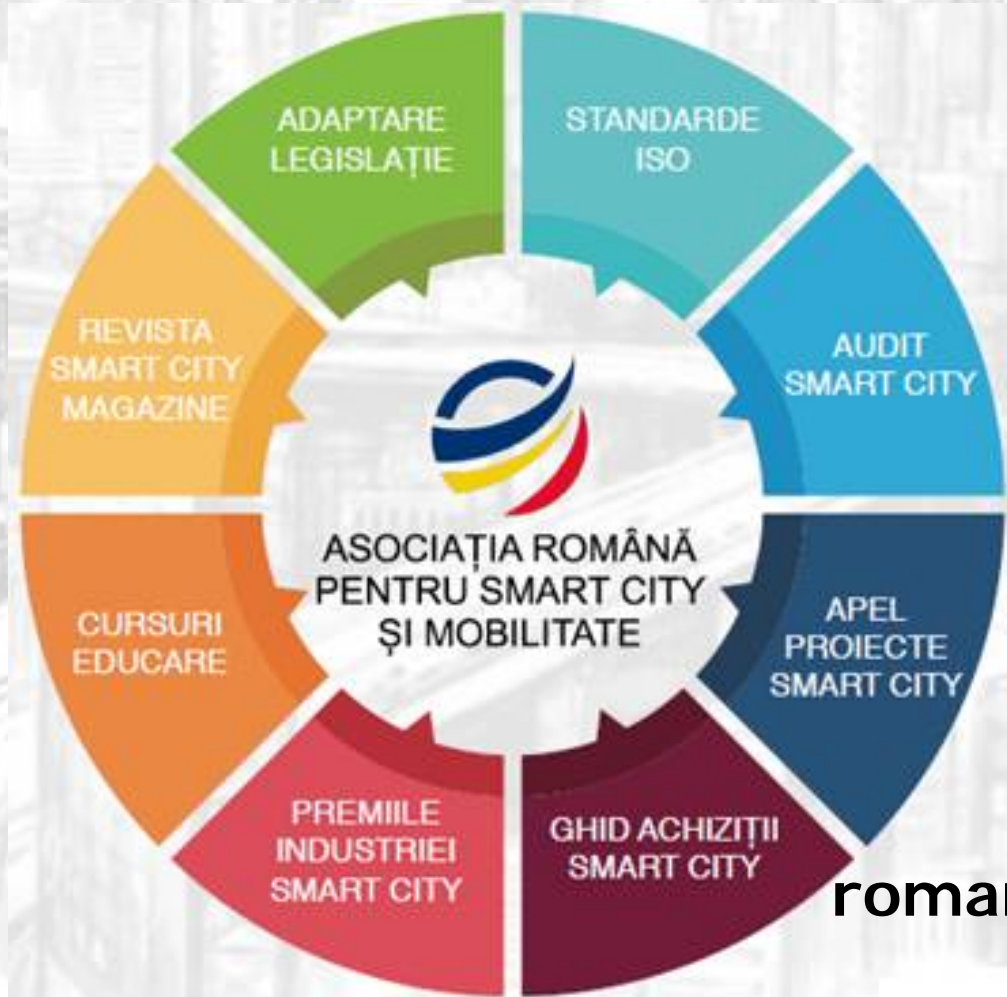 ADAPTARE
LEGISLAȚIE
STANDARDE
ISO
AUDIT
SMART CITY
APEL
PROIECTE
SMART CITY
GHID ACHIZIȚII
SMART CITY
PREMIILE
INDUSTRIEI
SMART CITY
CURSURI
EDUCARE
REVISTA
SMART CITY
MAGAZINE
ASOCIAȚIA ROMÂNĂ
PENTRU SMART CITY
ȘI MOBILITATE